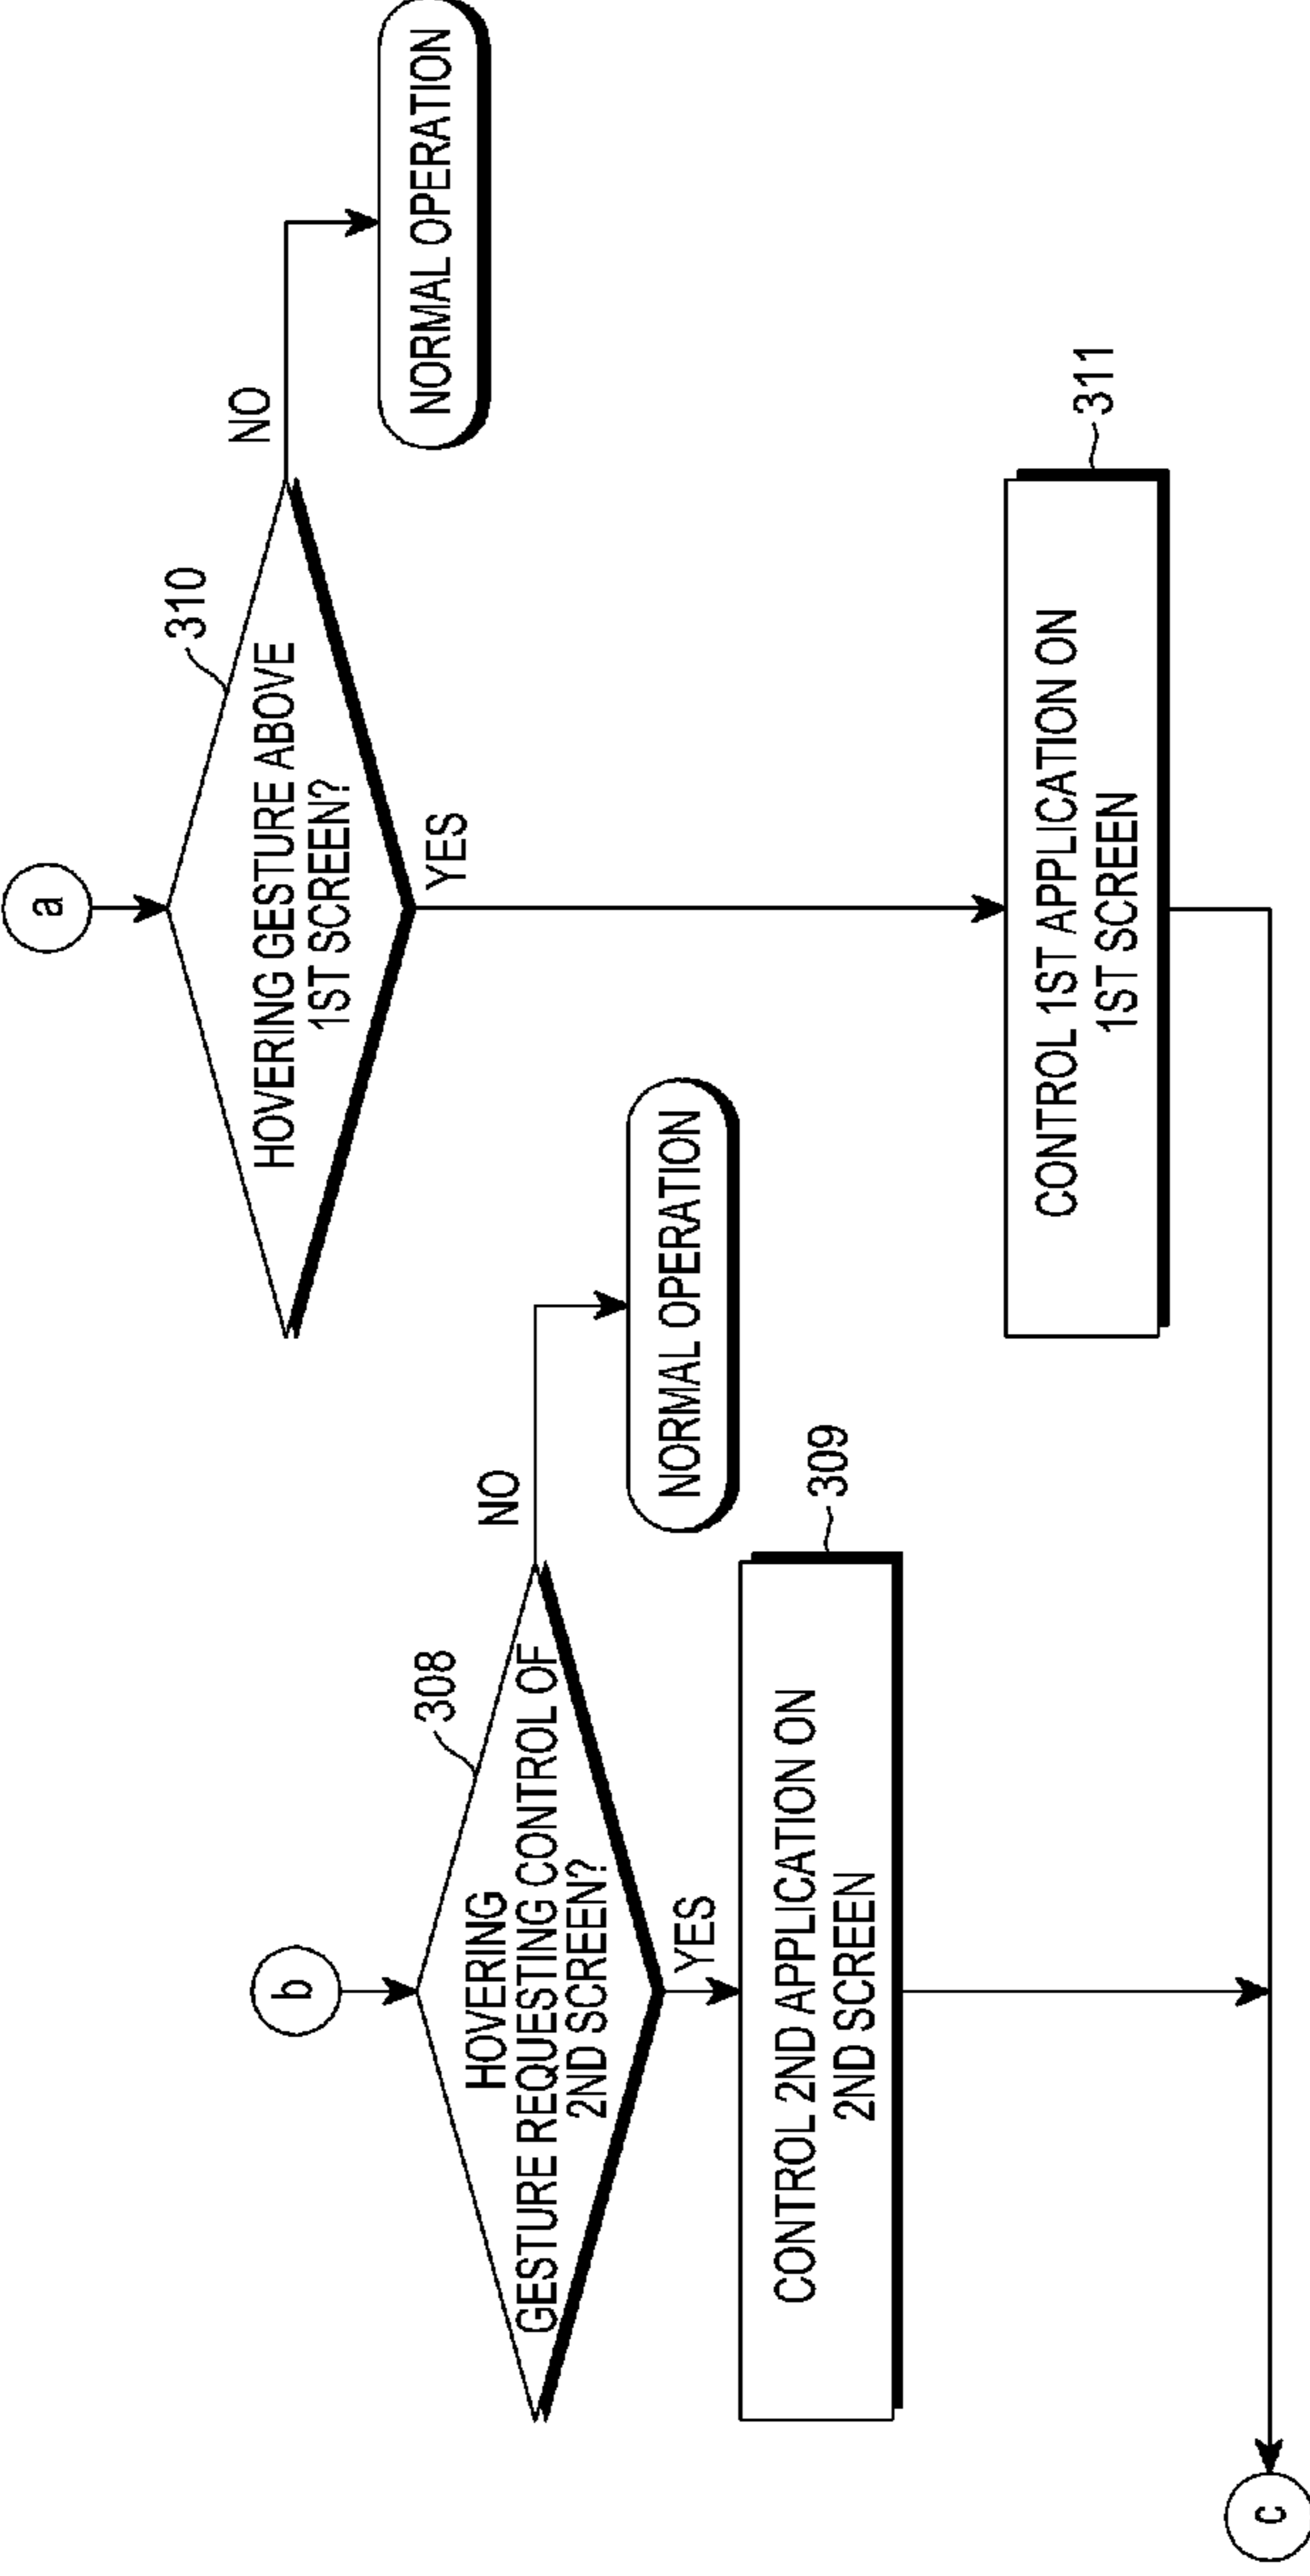 a
310
HOVERING GESTURE ABOVE
1ST SCREEN?
NO
NORMAL OPERATION
YES
b
308
HOVERING
GESTURE REQUESTING CONTROL OF
2ND SCREEN?
NO
NORMAL OPERATION
YES
309
CONTROL 2ND APPLICATION ON
2ND SCREEN
311
CONTROL 1ST APPLICATION ON
1ST SCREEN
c